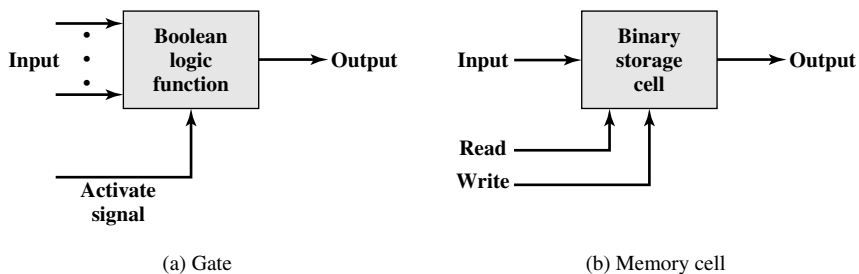 Input
Boolean
logic
function
Output
Activate
signal
(a) Gate
Input
Binary
storage
cell
Output
Read
Write
(b) Memory cell